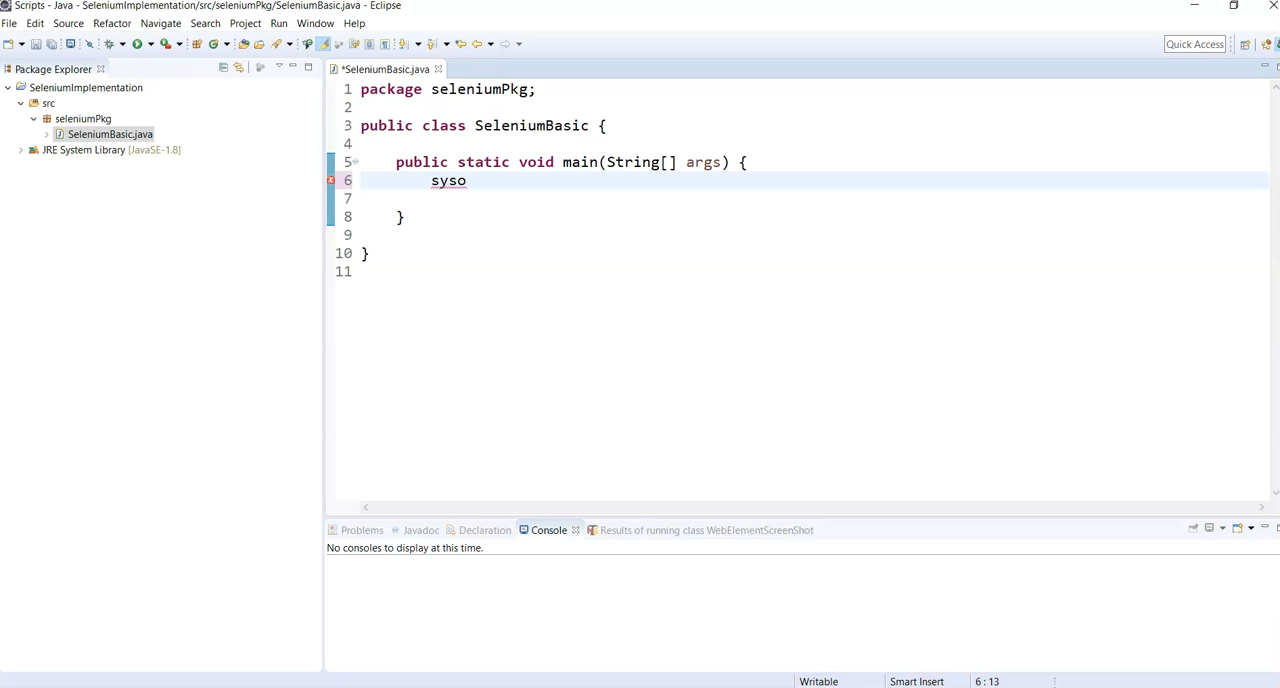 Scripts - Java - SeleniumImplementation/src/seleniumPkg/SeleniumBasic.java - Eclipse
File Edit Source Refactor Navigate Search Project Run Window Help
Quick Access
Package Explorer
*SeleniumBasic.java
SeleniumImplementation
src
seleniumPkg
SeleniumBasic.java
JRE System Library [JavaSE-1.8]
1 package seleniumPkg;
2
3 public class SeleniumBasic {
4
5 public static void main(String[] args) {
6 syso
7
8 }
9
10 }
11
Problems Javadoc Declaration Console Results of running class WebElementScreenShot
No consoles to display at this time.
Writable Smart Insert 6 : 13